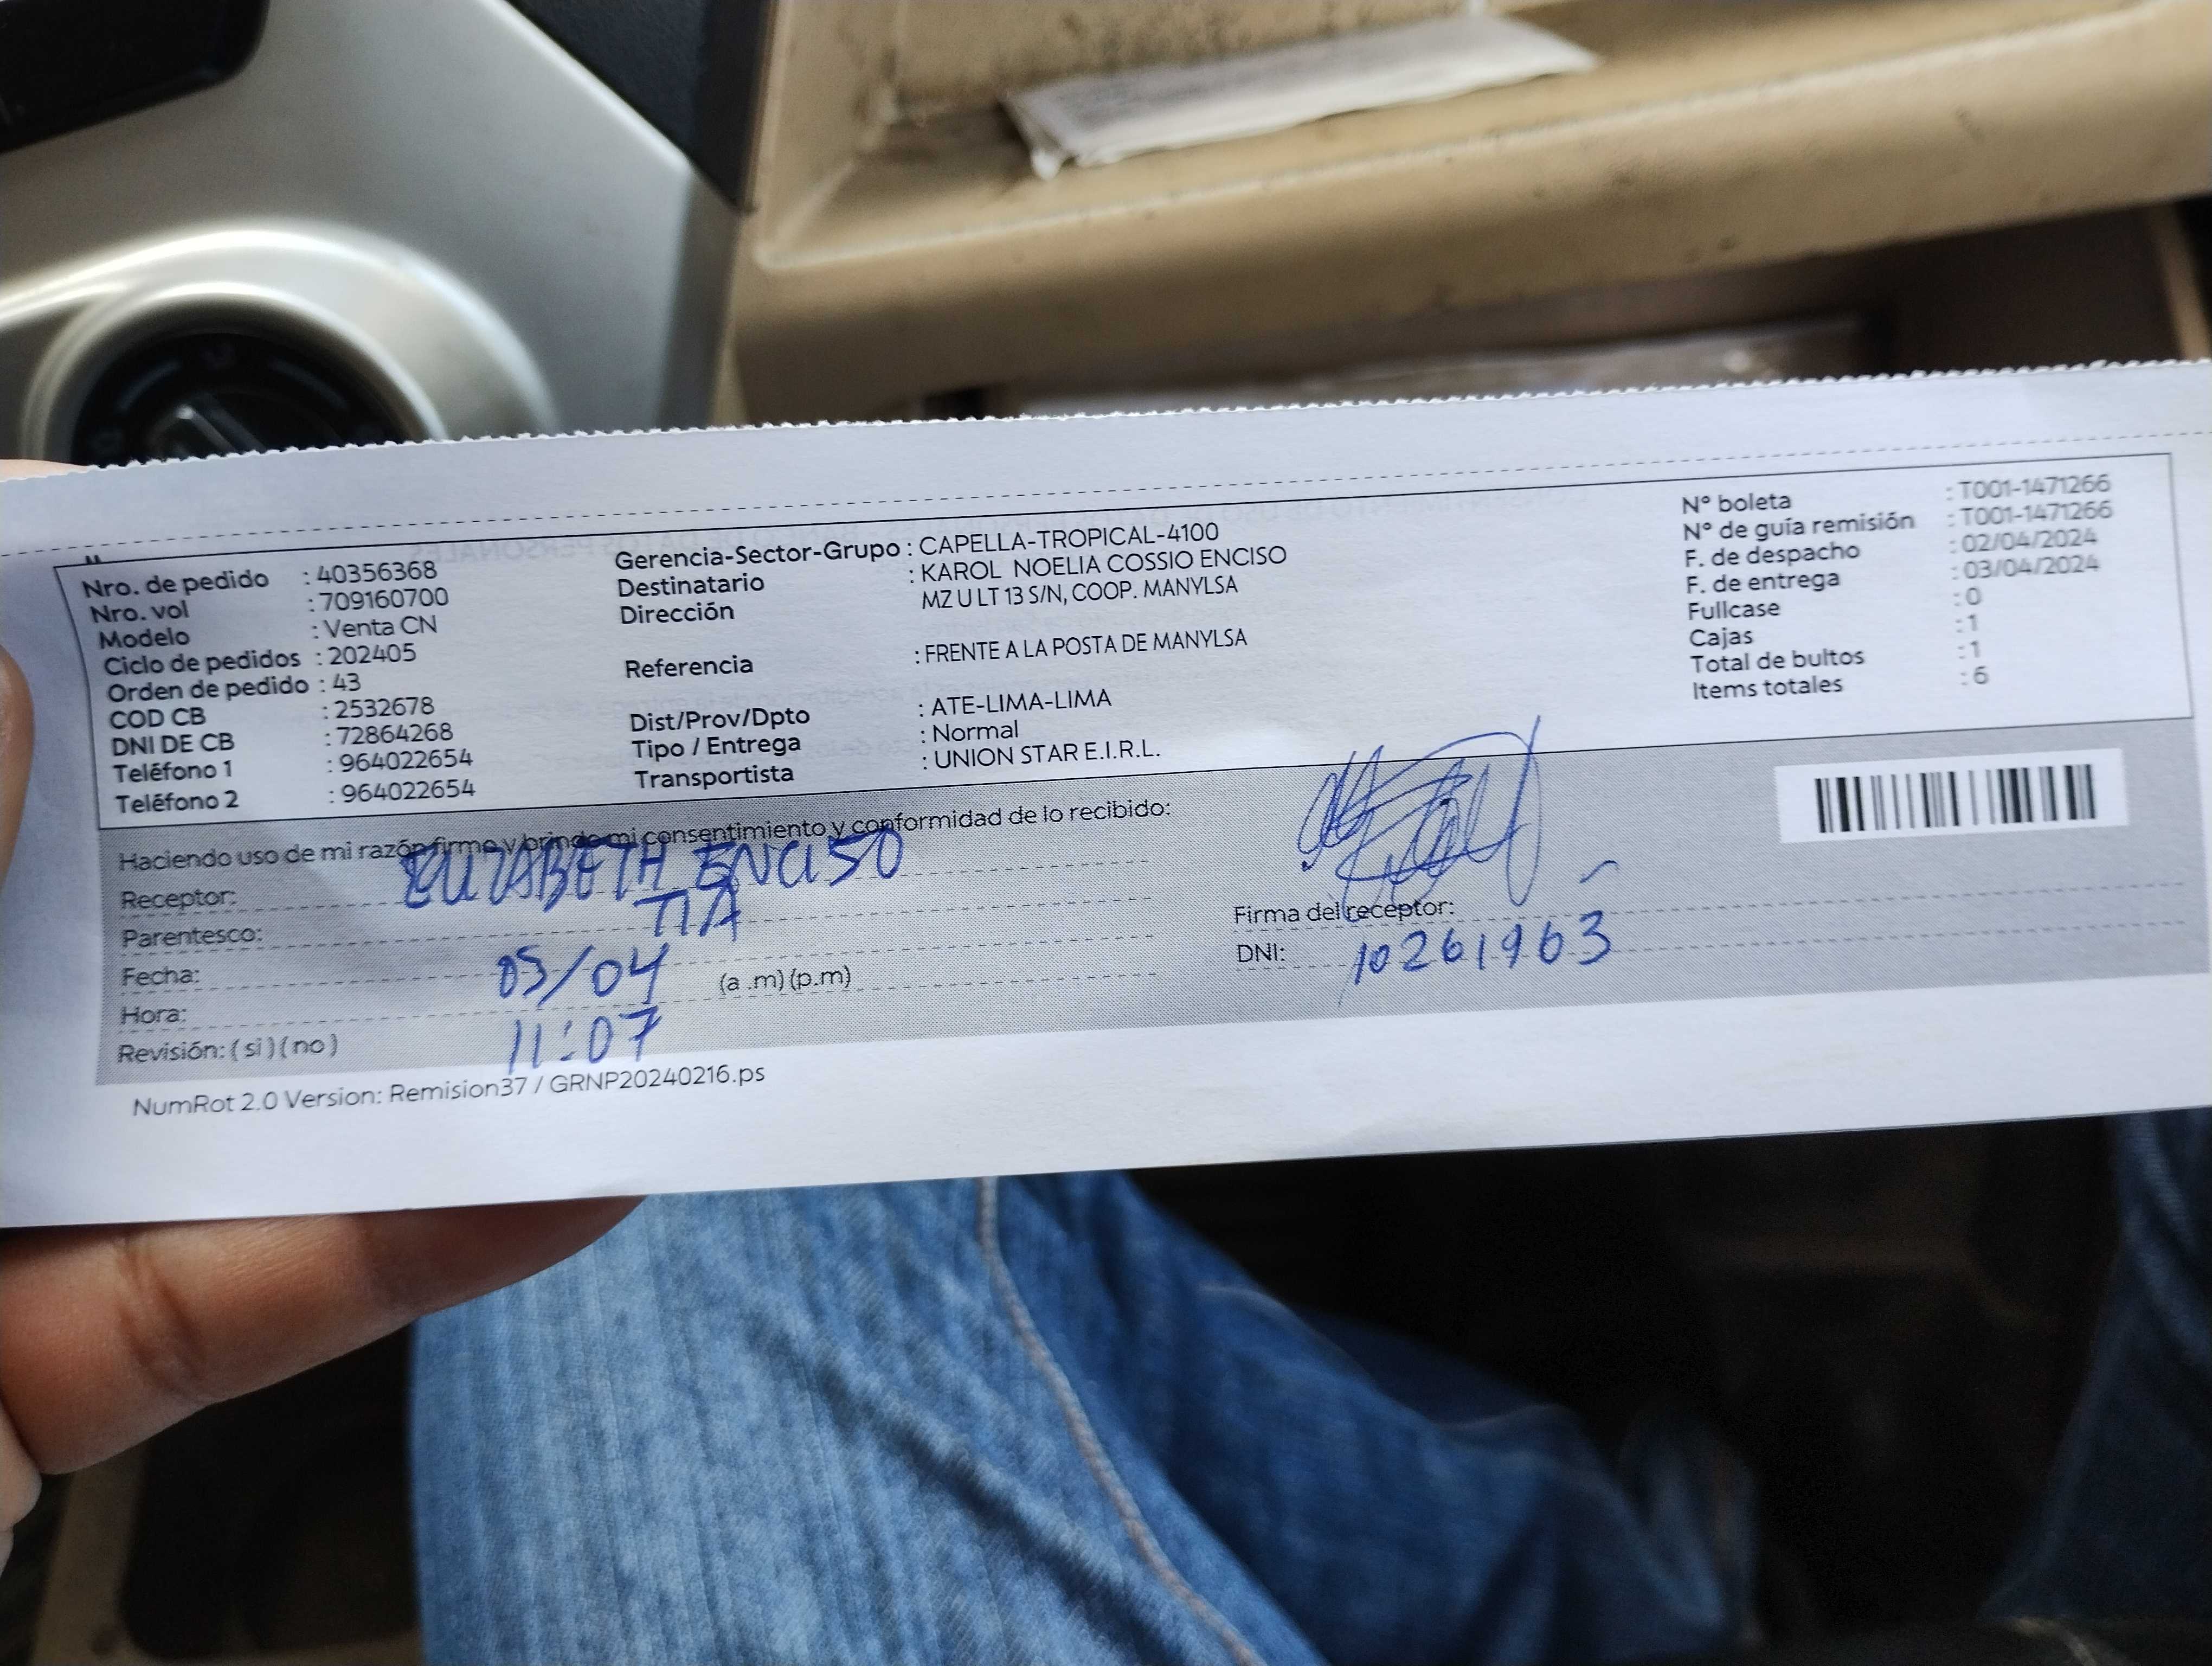 Nro. de pedido : 40356368
Nro. vol : 709160700
Modelo : Venta CN
Ciclo de pedidos : 202405
Orden de pedido : 43
COD CB : 2532678
DNI DE CB : 72864268
Teléfono 1 : 964022654
Teléfono 2 : 964022654
Gerencia-Sector-Grupo : CAPELLA-TROPICAL-4100
Destinatario : KAROL NOELIA COSSIO ENCISO
Dirección MZ U LT 13 S/N, COOP. MANYLSA
Referencia : FRENTE A LA POSTA DE MANYLSA
Dist/Prov/Dpto : ATE-LIMA-LIMA
Tipo / Entrega : Normal
Transportista : UNION STAR E.I.R.L.
N° boleta : T001-1471266
N° de guía remisión : T001-1471266
F. de despacho : 02/04/2024
F. de entrega : 03/04/2024
Fullcase : 0
Cajas : 1
Total de bultos : 1
Items totales : 6
Haciendo uso de mi razón firmo y brindo mi consentimiento y conformidad de lo recibido:
Receptor: ELIZABETH ENCISO
Parentesco: TIA
Fecha: 05/04 (a .m) (p.m)
Hora: 11:07
Revisión: ( si ) ( no )
Firma del receptor:
DNI: 10261963
NumRot 2.0 Version: Remision37 / GRNP20240216.ps